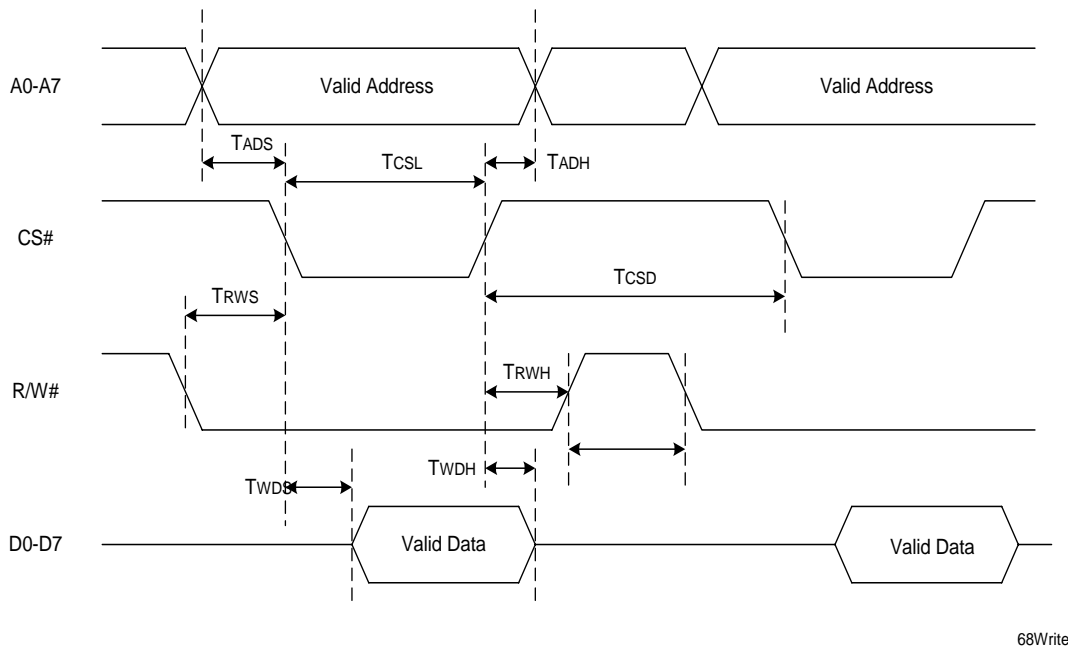 A0-A7
Valid Address
Valid Address
TADS
TCSL
TADH
CS#
TCSD
TRWS
R/W#
TRWH
TWDH
TWDS
D0-D7
Valid Data
Valid Data
68Write